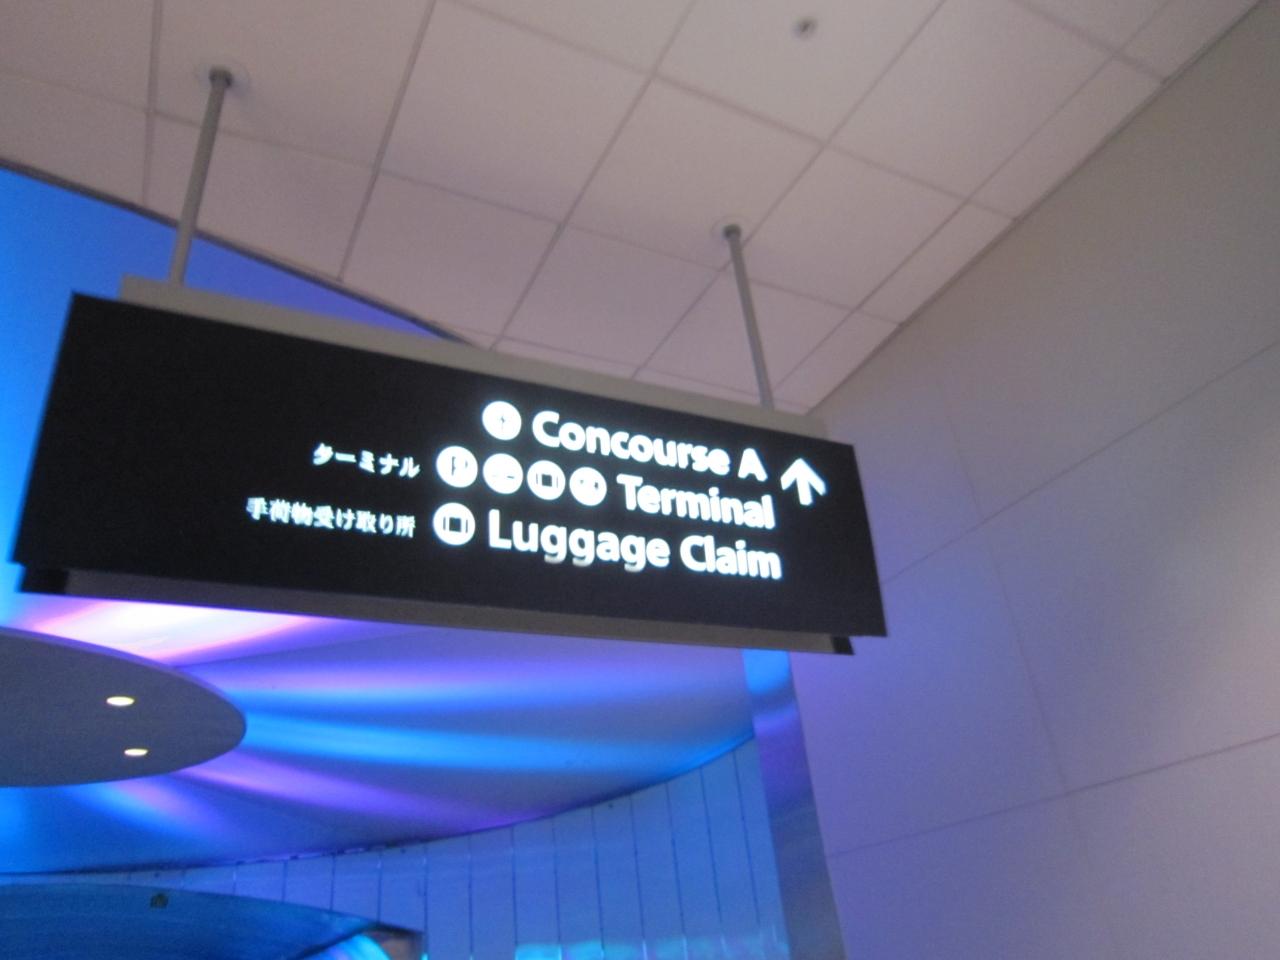 Concourse A
ターミナル Terminal
手荷物受け取り所 Luggage Claim